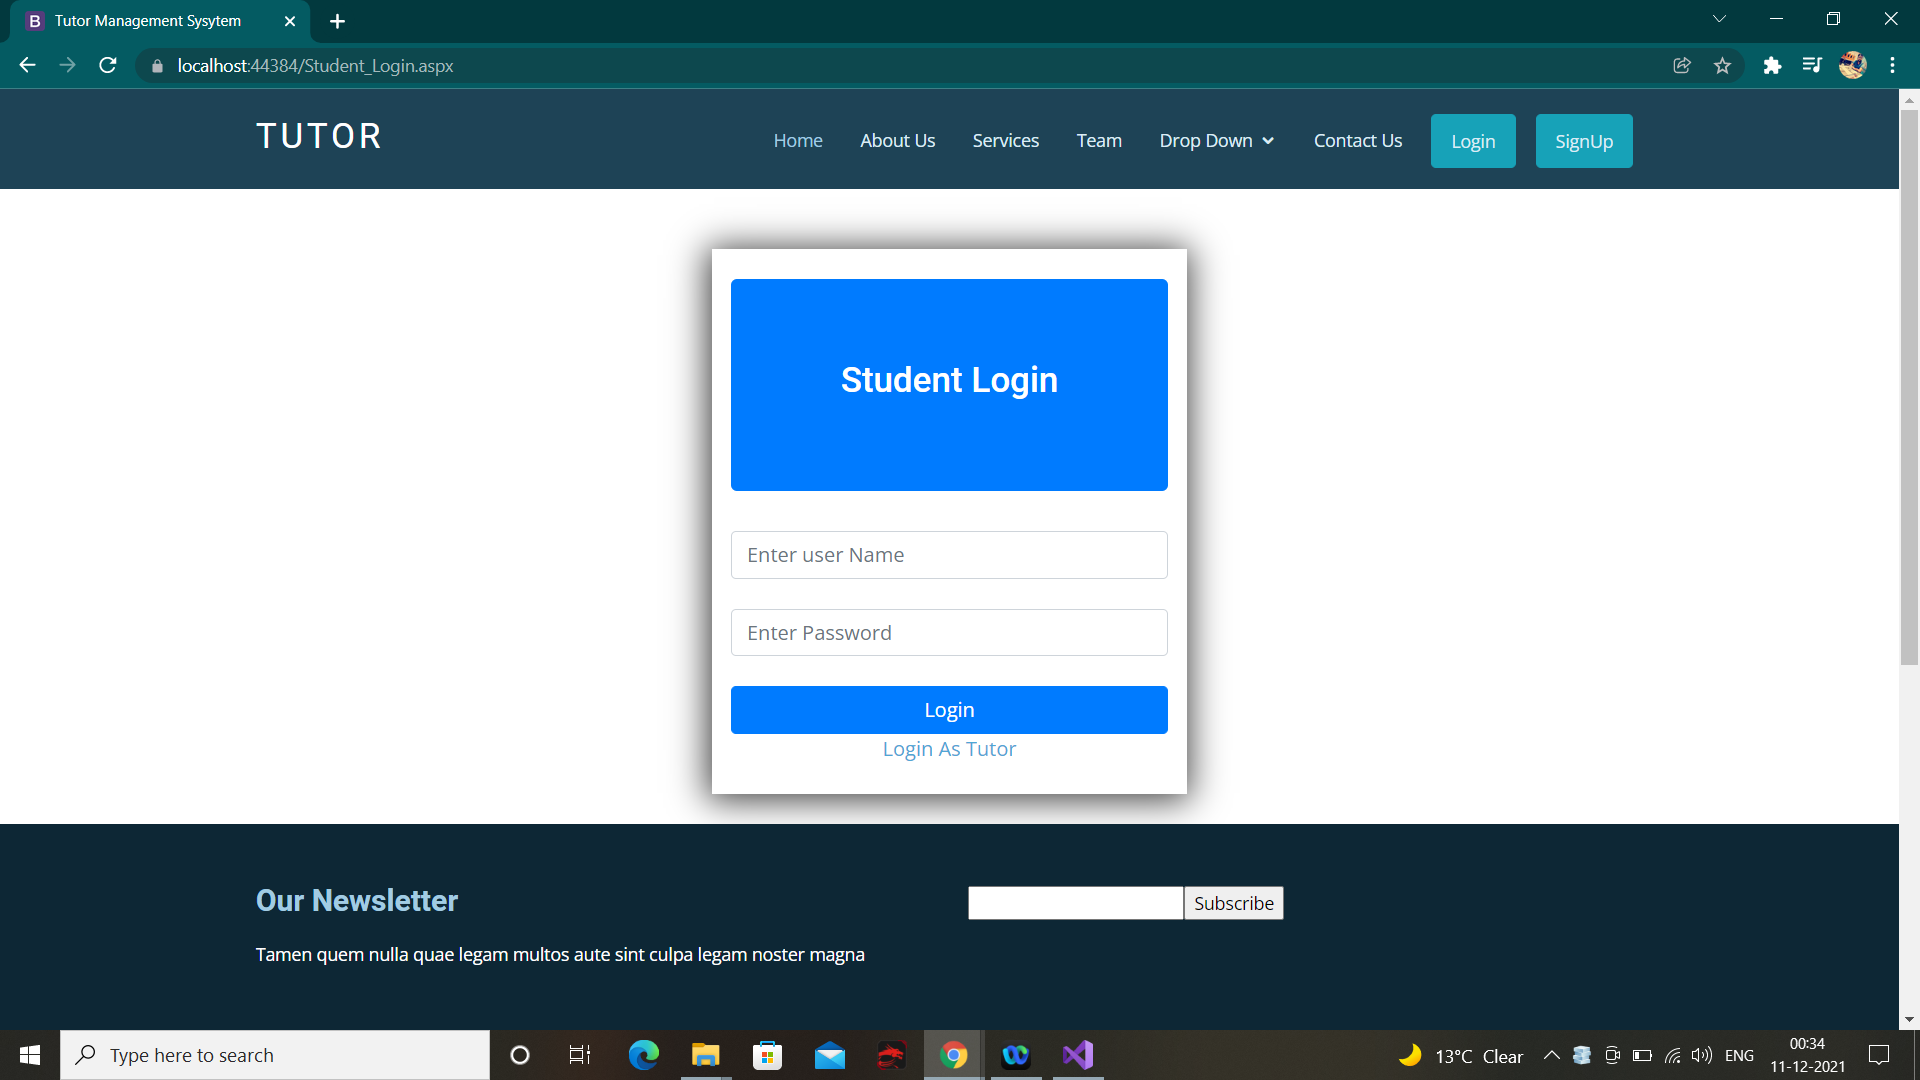 B Tutor Management Sysytem
localhost:44384/Student_Login.aspx
TUTOR
Home About Us Services Team Drop Down Contact Us Login SignUp
Student Login
Enter user Name
Enter Password
Login
Login As Tutor
Our Newsletter
Subscribe
Tamen quem nulla quae legam multos aute sint culpa legam noster magna
Type here to search
13°C Clear
ENG
00:34
11-12-2021